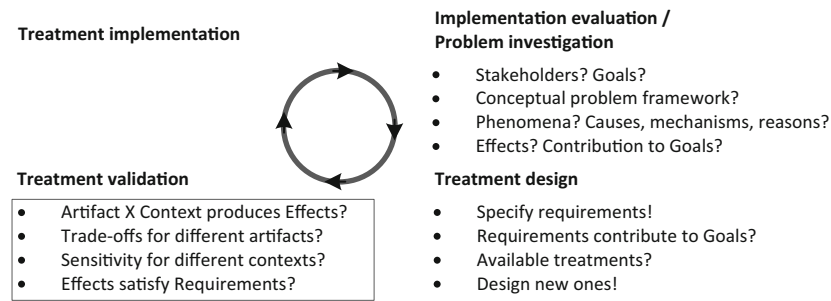 Treatment implementation
Implementation evaluation /
Problem investigation
• Stakeholders? Goals?
• Conceptual problem framework?
• Phenomena? Causes, mechanisms, reasons?
• Effects? Contribution to Goals?
Treatment validation
• Artifact X Context produces Effects?
• Trade-offs for different artifacts?
• Sensitivity for different contexts?
• Effects satisfy Requirements?
Treatment design
• Specify requirements!
• Requirements contribute to Goals?
• Available treatments?
• Design new ones!